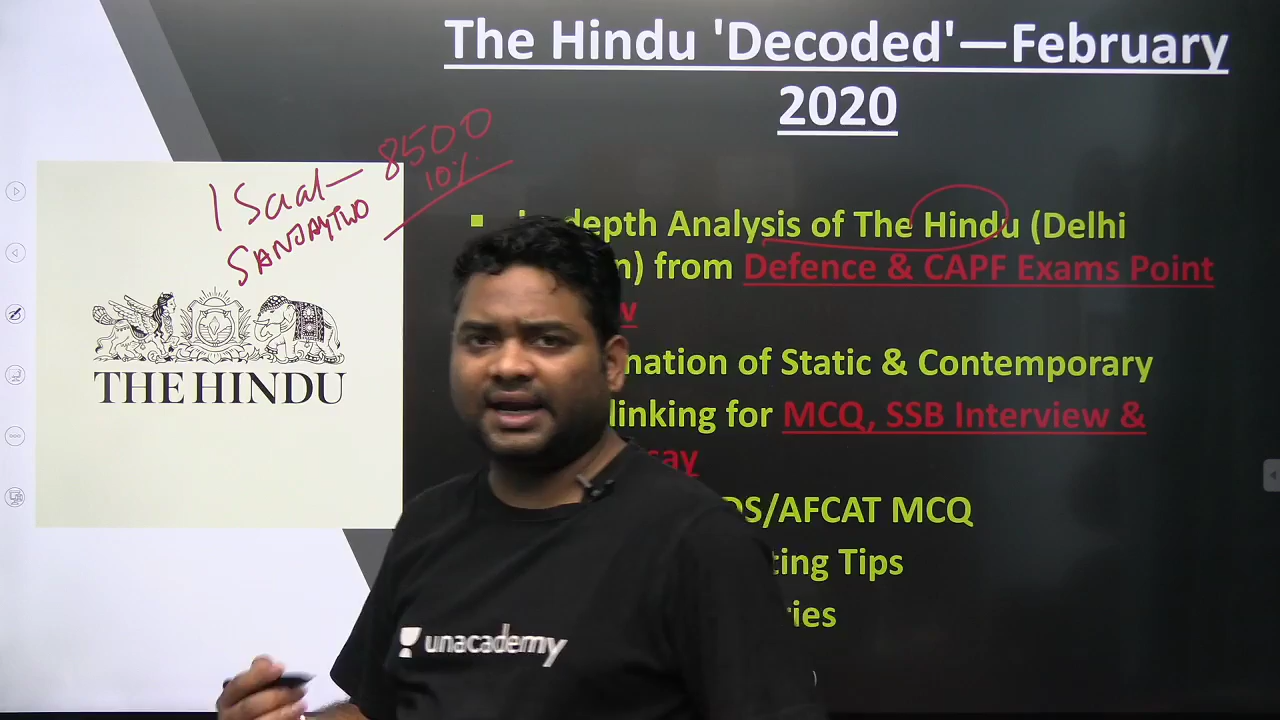 The Hindu 'Decoded'—February
2020
1 Saal— 8500
10%
SANJAYTWO
THE HINDU
depth Analysis of The Hindu (Delhi
n) from Defence & CAPF Exams Point
nation of Static & Contemporary
linking for MCQ, SSB Interview &
say
DS/AFCAT MCQ
ting Tips
ries
unacademy